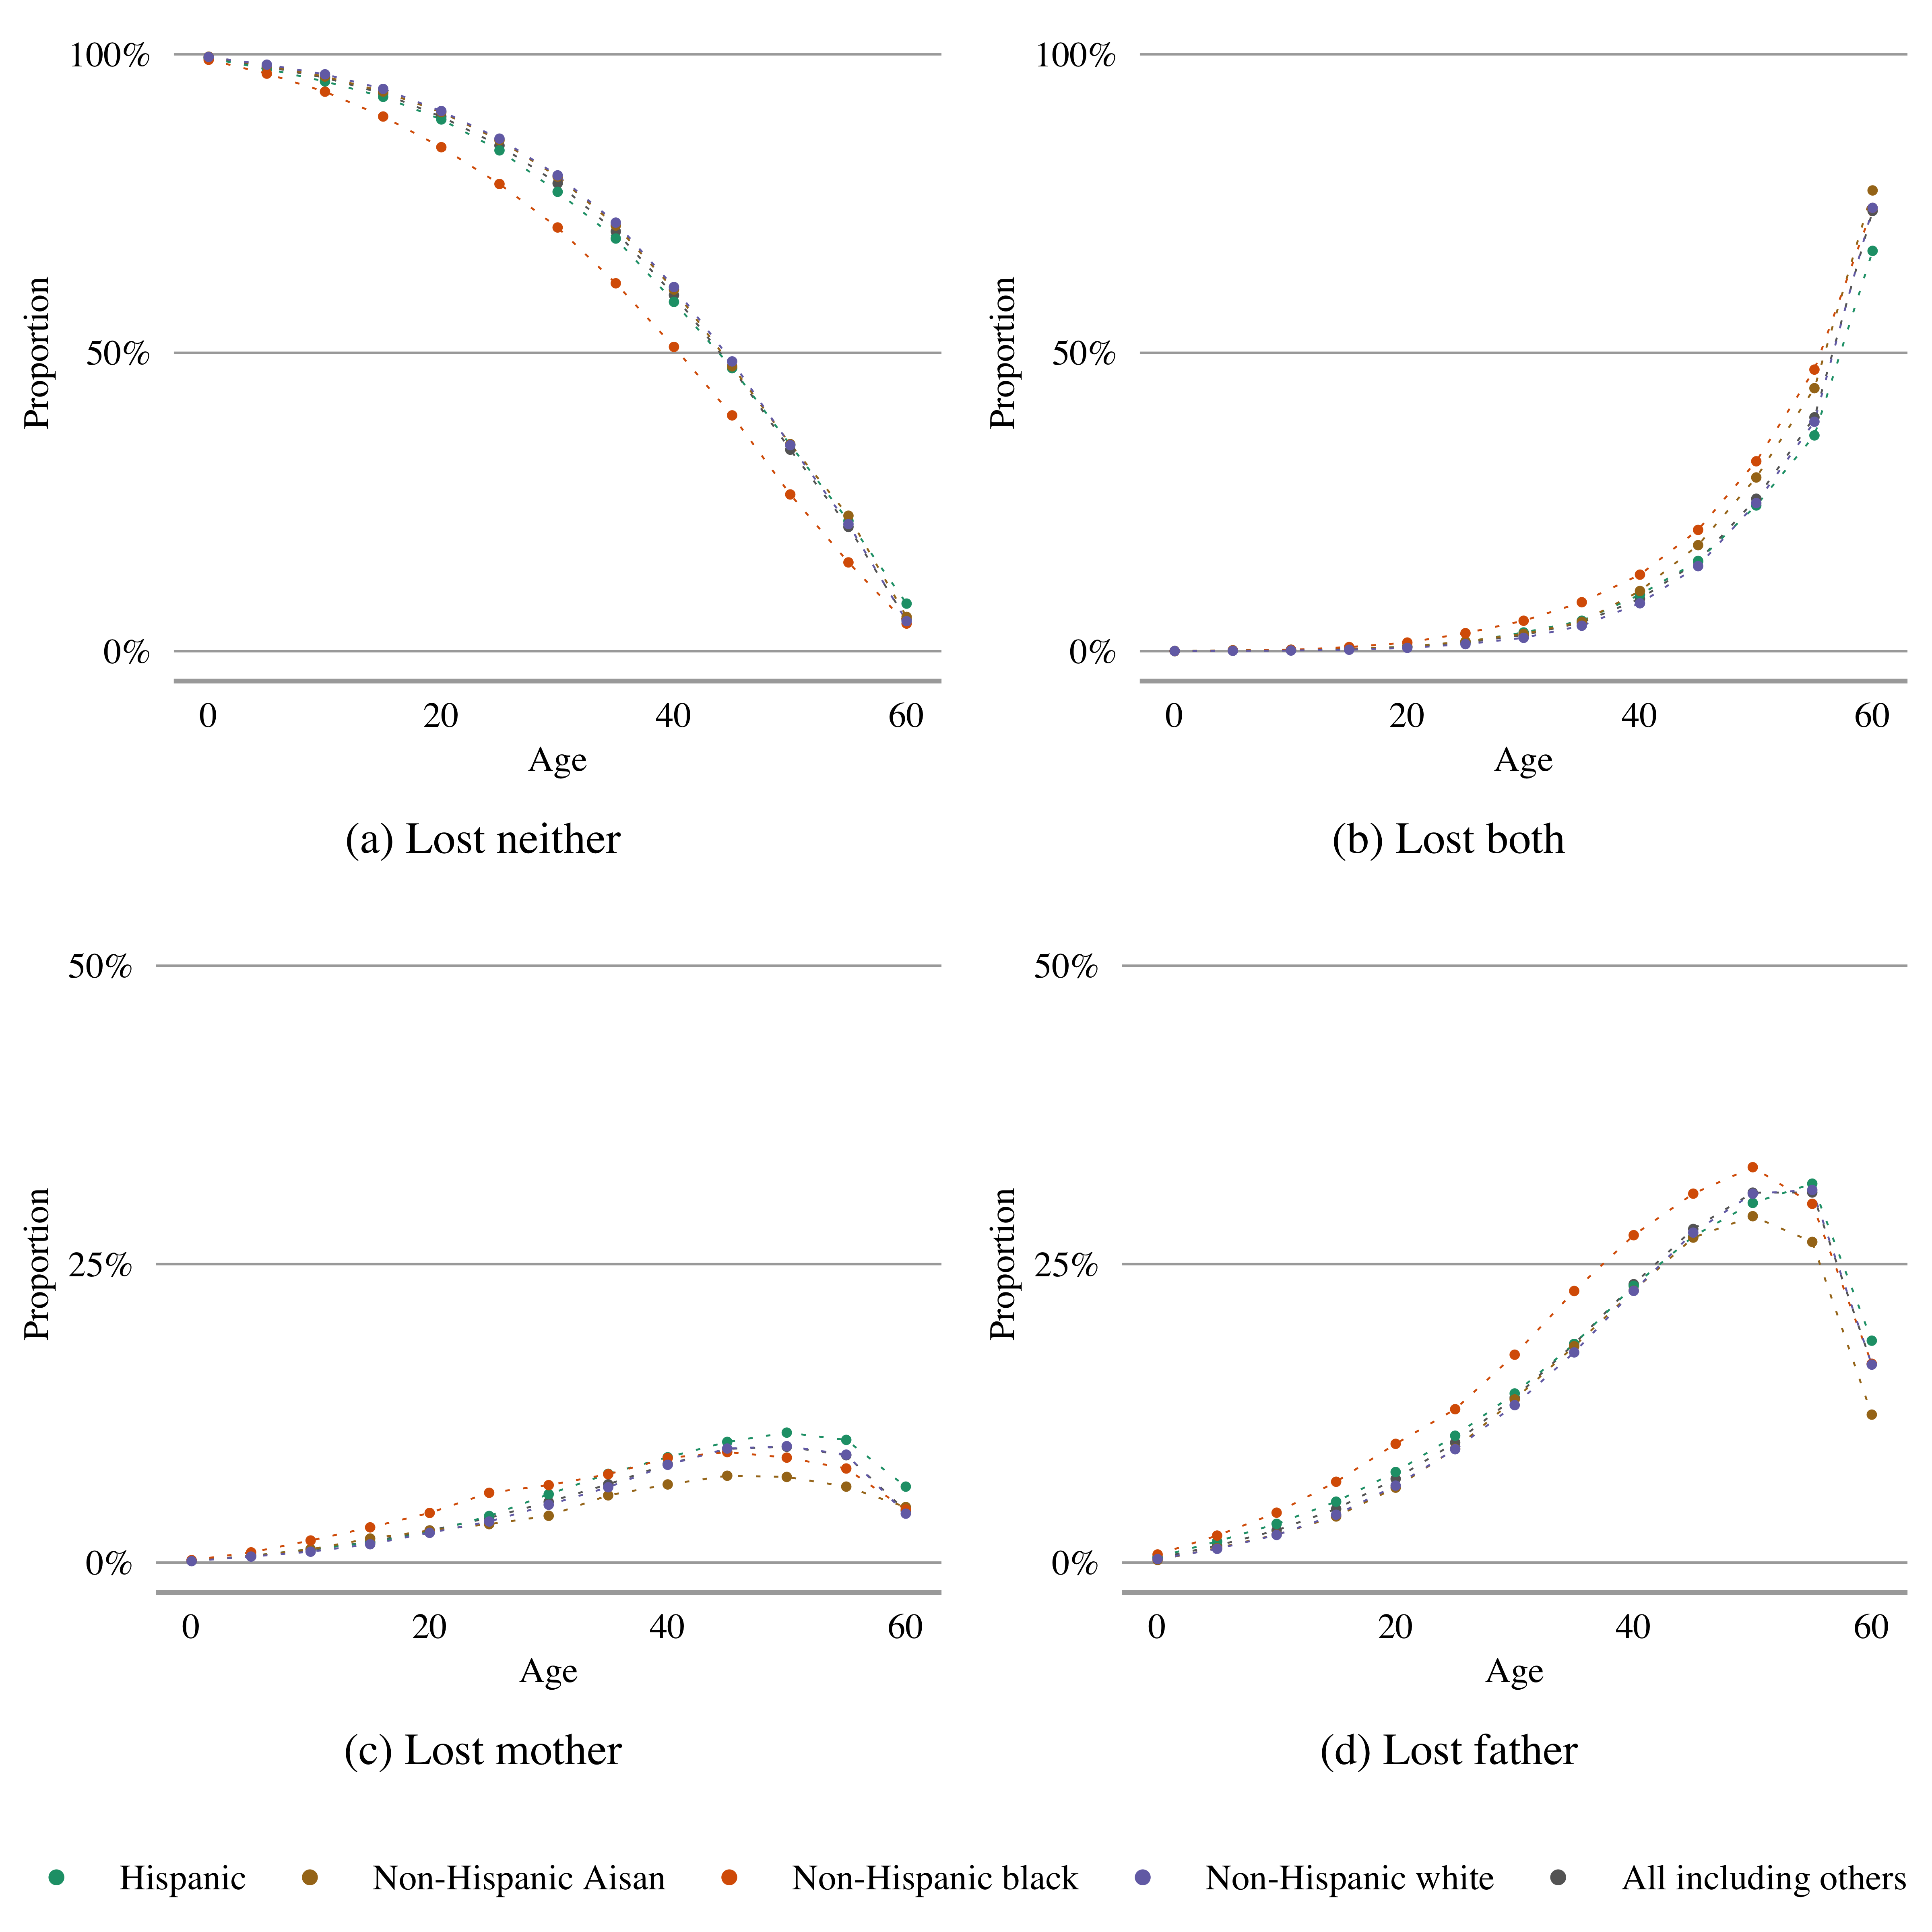 100%
50%
0%
Proportion
0 20 40 60
Age
(a) Lost neither
100%
50%
0%
Proportion
0 20 40 60
Age
(b) Lost both
50%
25%
0%
Proportion
0 20 40 60
Age
(c) Lost mother
50%
25%
0%
Proportion
0 20 40 60
Age
(d) Lost father
Hispanic Non-Hispanic Aisan Non-Hispanic black Non-Hispanic white All including others